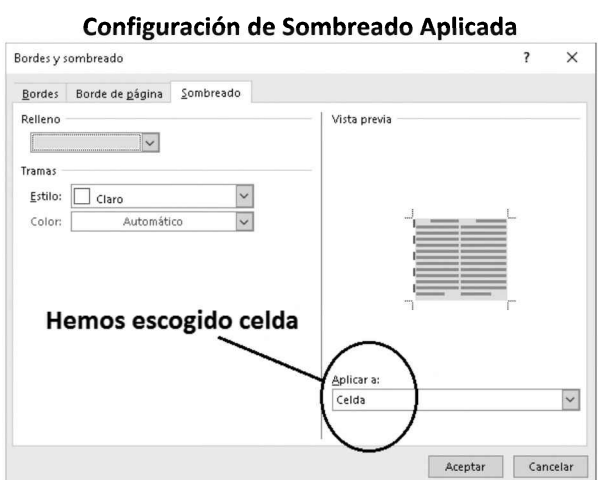 Configuración de Sombreado Aplicada
Bordes y sombreado ? ×
Bordes Borde de página Sombreado
Relleno
Vista previa
Tramas
Estilo: Claro
Color: Automático
Hemos escogido celda
Aplicar a:
Celda
Aceptar Cancelar